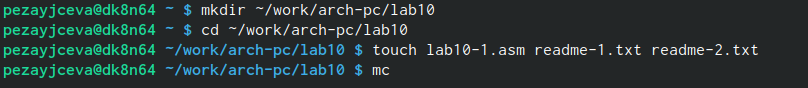 pezayjceva@dk8n64 ~ $ mkdir ~/work/arch-pc/lab10
pezayjceva@dk8n64 ~ $ cd ~/work/arch-pc/lab10
pezayjceva@dk8n64 ~/work/arch-pc/lab10 $ touch lab10-1.asm readme-1.txt readme-2.txt
pezayjceva@dk8n64 ~/work/arch-pc/lab10 $ mc